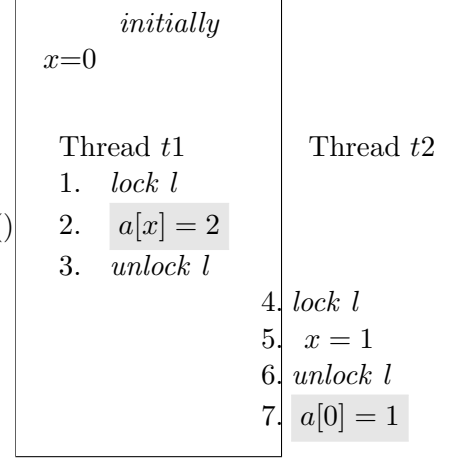 initially
x=0
Thread t1 Thread t2
1. lock l
) 2. a[x] = 2
3. unlock l
4. lock l
5. x = 1
6. unlock l
7. a[0] = 1